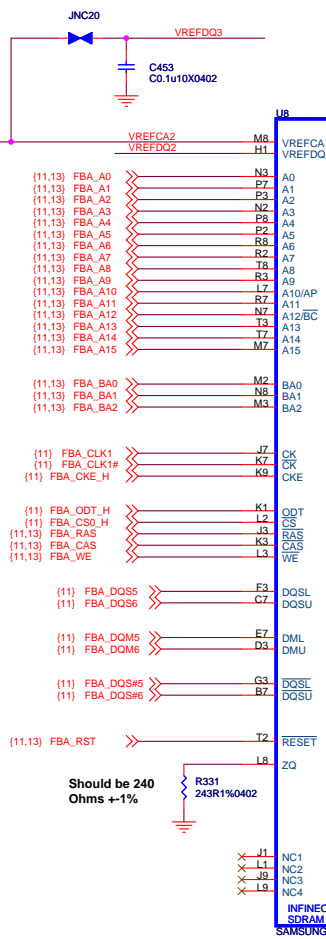 JNC20
VREFDQ3
C453
C0.1u10X0402
U8
VREFCA2 M8 VREFCA
VREFDQ2 H1 VREFDQ
{11,13} FBA_A0 N3 A0
{11,13} FBA_A1 P7 A1
{11,13} FBA_A2 P3 A2
{11,13} FBA_A3 N2 A3
{11,13} FBA_A4 P8 A4
{11,13} FBA_A5 P2 A5
{11,13} FBA_A6 R8 A6
{11,13} FBA_A7 R2 A7
{11,13} FBA_A8 T8 A8
{11,13} FBA_A9 R3 A9
{11,13} FBA_A10 L7 A10/AP
{11,13} FBA_A11 R7 A11
{11,13} FBA_A12 N7 A12/BC
{11,13} FBA_A13 T3 A13
{11,13} FBA_A14 T7 A14
{11,13} FBA_A15 M7 A15
{11,13} FBA_BA0 M2 BA0
{11,13} FBA_BA1 N8 BA1
{11,13} FBA_BA2 M3 BA2
{11} FBA_CLK1 J7 CK
{11} FBA_CLK1# K7 CK
{11} FBA_CKE_H K9 CKE
{11} FBA_ODT_H K1 ODT
{11} FBA_CS0_H L2 CS
{11,13} FBA_RAS J3 RAS
{11,13} FBA_CAS K3 CAS
{11,13} FBA_WE L3 WE
{11} FBA_DQS5 F3 DQSL
{11} FBA_DQS6 C7 DQSU
{11} FBA_DQM5 E7 DML
{11} FBA_DQM6 D3 DMU
{11} FBA_DQS#5 G3 DQSL
{11} FBA_DQS#6 B7 DQSU
{11,13} FBA_RST T2 RESET
L8 ZQ
Should be 240
Ohms +-1%
R331
243R1%0402
J1 NC1
L1 NC2
J9 NC3
L9 NC4
INFINEO
SDRAM
SAMSUNG